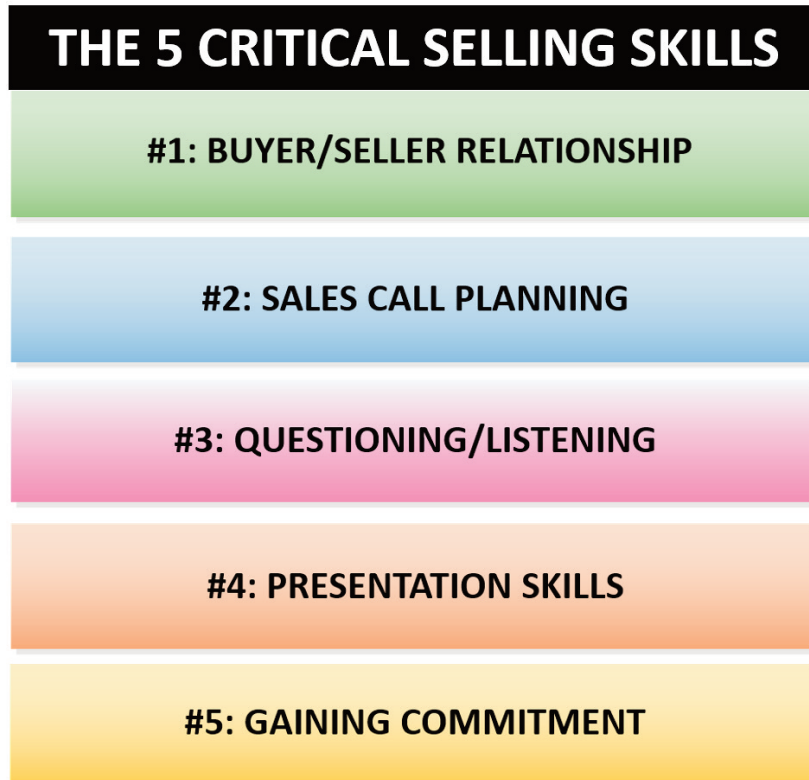 THE 5 CRITICAL SELLING SKILLS
#1: BUYER/SELLER RELATIONSHIP
#2: SALES CALL PLANNING
#3: QUESTIONING/LISTENING
#4: PRESENTATION SKILLS
#5: GAINING COMMITMENT